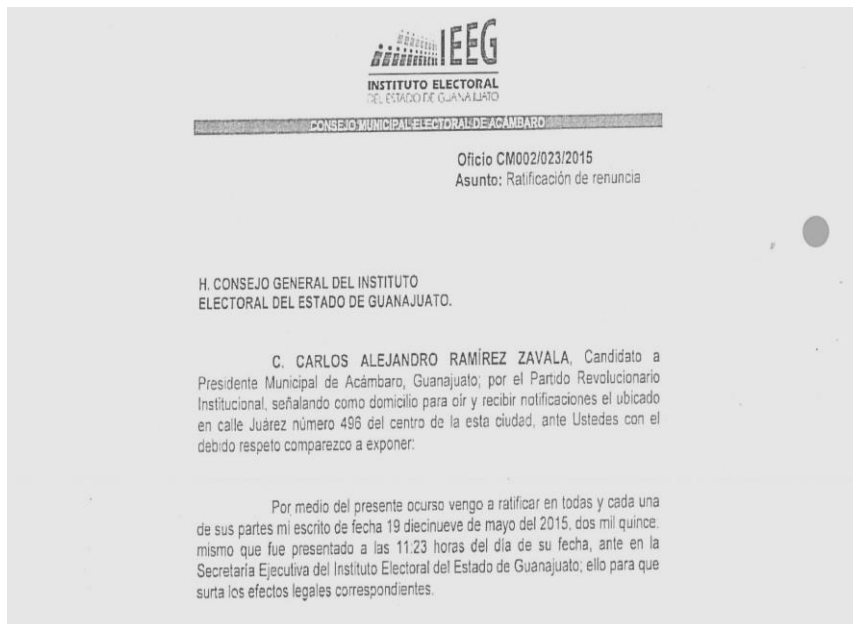 IEEG
INSTITUTO ELECTORAL
DEL ESTADO DE GUANAJUATO
CONSEJO MUNICIPAL ELECTORAL DE ACÁMBARO
Oficio CM002/023/2015
Asunto: Ratificación de renuncia
H. CONSEJO GENERAL DEL INSTITUTO
ELECTORAL DEL ESTADO DE GUANAJUATO.
C. CARLOS ALEJANDRO RAMÍREZ ZAVALA, Candidato a
Presidente Municipal de Acámbaro, Guanajuato; por el Partido Revolucionario
Institucional, señalando como domicilio para oír y recibir notificaciones el ubicado
en calle Juárez número 496 del centro de la esta ciudad, ante Ustedes con el
debido respeto comparezco a exponer:
Por medio del presente ocurso vengo a ratificar en todas y cada una
de sus partes mi escrito de fecha 19 diecinueve de mayo del 2015, dos mil quince,
mismo que fue presentado a las 11:23 horas del día de su fecha, ante en la
Secretaría Ejecutiva del Instituto Electoral del Estado de Guanajuato; ello para que
surta los efectos legales correspondientes.